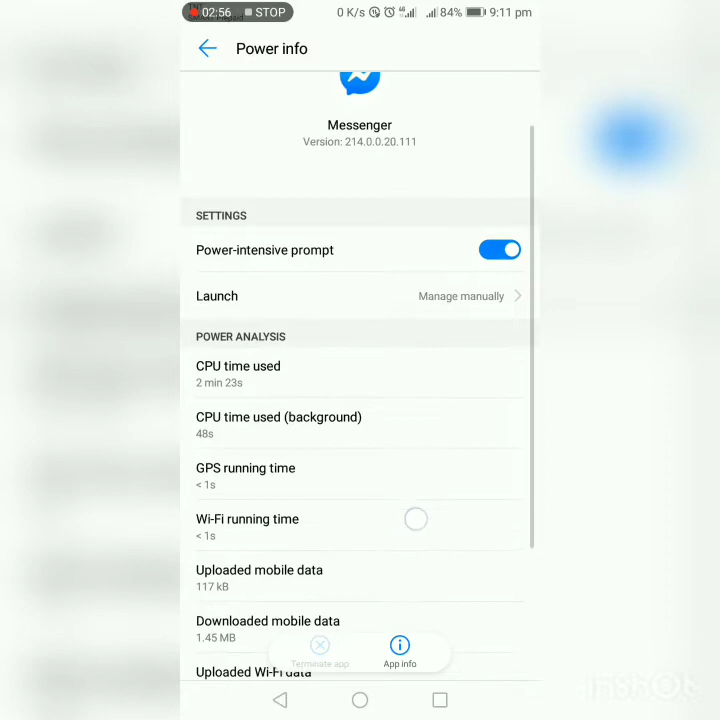 02:56 STOP 0 K/s 4G 84% 9:11 pm
Power info
Messenger
Version: 214.0.0.20.111
SETTINGS
Power-intensive prompt
Launch Manage manually
POWER ANALYSIS
CPU time used
2 min 23s
CPU time used (background)
48s
GPS running time
< 1s
Wi-Fi running time
< 1s
Uploaded mobile data
117 kB
Downloaded mobile data
1.45 MB
Terminate app App info
Uploaded Wi-Fi data